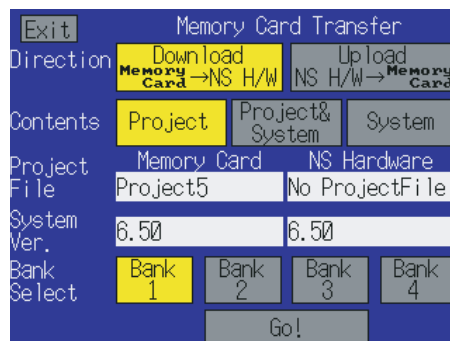 Exit
Memory Card Transfer
Direction
Download
Memory Card→NS H/W
Upload
NS H/W→Memory Card
Contents
Project
Project&
System
System
Memory Card
NS Hardware
Project
File
Project5
No ProjectFile
System
Ver.
6.50
6.50
Bank
Select
Bank
1
Bank
2
Bank
3
Bank
4
Go!